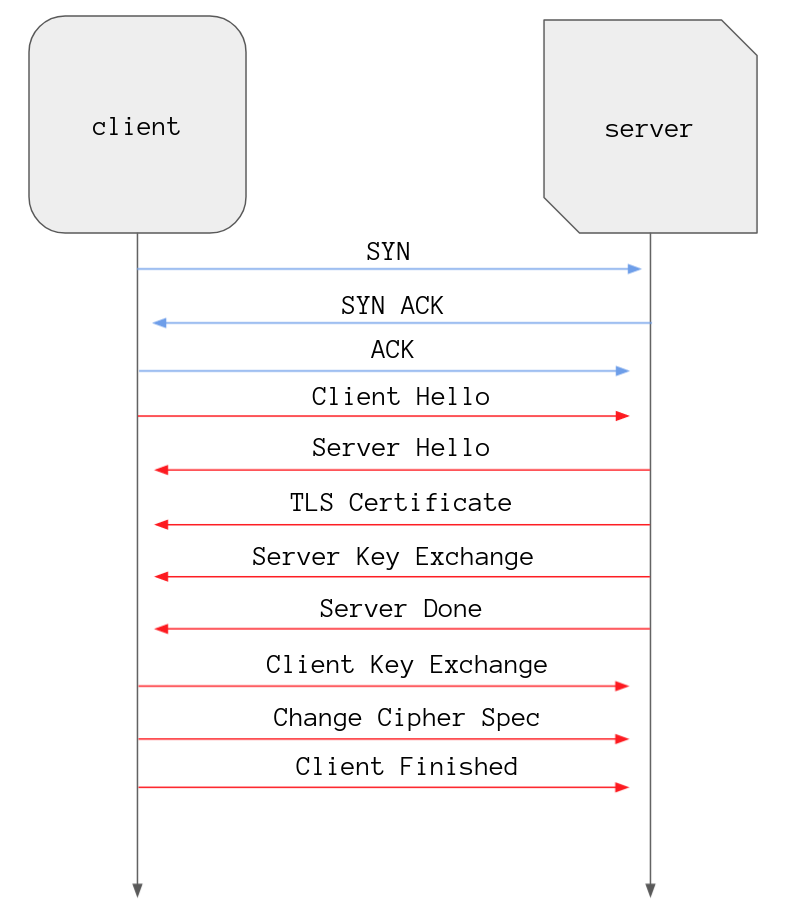 client
server
SYN
SYN ACK
ACK
Client Hello
Server Hello
TLS Certificate
Server Key Exchange
Server Done
Client Key Exchange
Change Cipher Spec
Client Finished